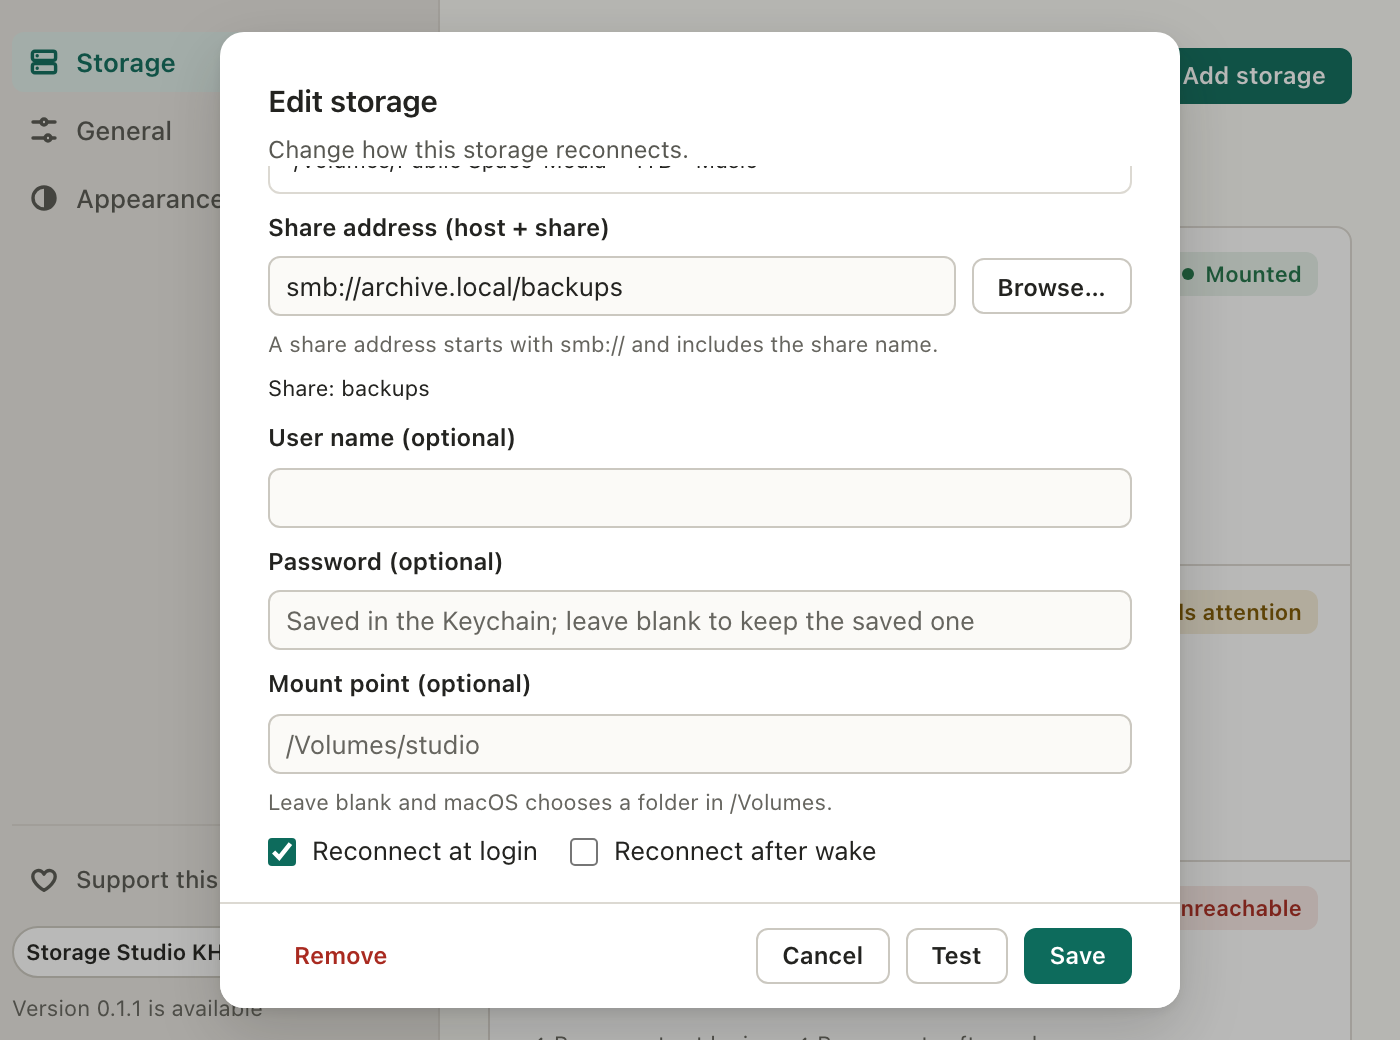 Storage
General
Appearance
Support this
Storage Studio KH
Version 0.1.1 is available
Add storage
Mounted
attention
Edit storage
Change how this storage reconnects.
Share address (host + share)
smb://archive.local/backups
Browse...
A share address starts with smb:// and includes the share name.
Share: backups
User name (optional)
Password (optional)
Saved in the Keychain; leave blank to keep the saved one
Mount point (optional)
/Volumes/studio
Leave blank and macOS chooses a folder in /Volumes.
Reconnect at login
Reconnect after wake
Remove
Cancel
Test
Save